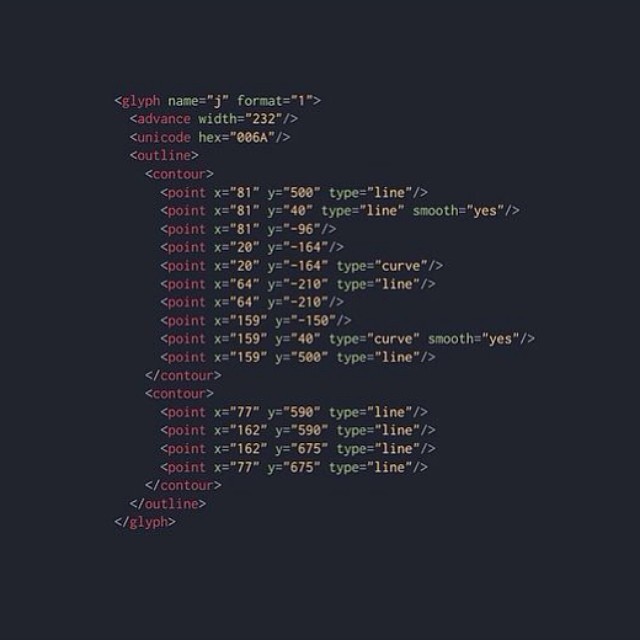 <glyph name="j" format="1">
<advance width="232"/>
<unicode hex="006A"/>
<outline>
<contour>
<point x="81" y="500" type="line"/>
<point x="81" y="40" type="line" smooth="yes"/>
<point x="81" y="-96"/>
<point x="20" y="-164"/>
<point x="20" y="-164" type="curve"/>
<point x="64" y="-210" type="line"/>
<point x="64" y="-210"/>
<point x="159" y="-150"/>
<point x="159" y="40" type="curve" smooth="yes"/>
<point x="159" y="500" type="line"/>
</contour>
<contour>
<point x="77" y="590" type="line"/>
<point x="162" y="590" type="line"/>
<point x="162" y="675" type="line"/>
<point x="77" y="675" type="line"/>
</contour>
</outline>
</glyph>